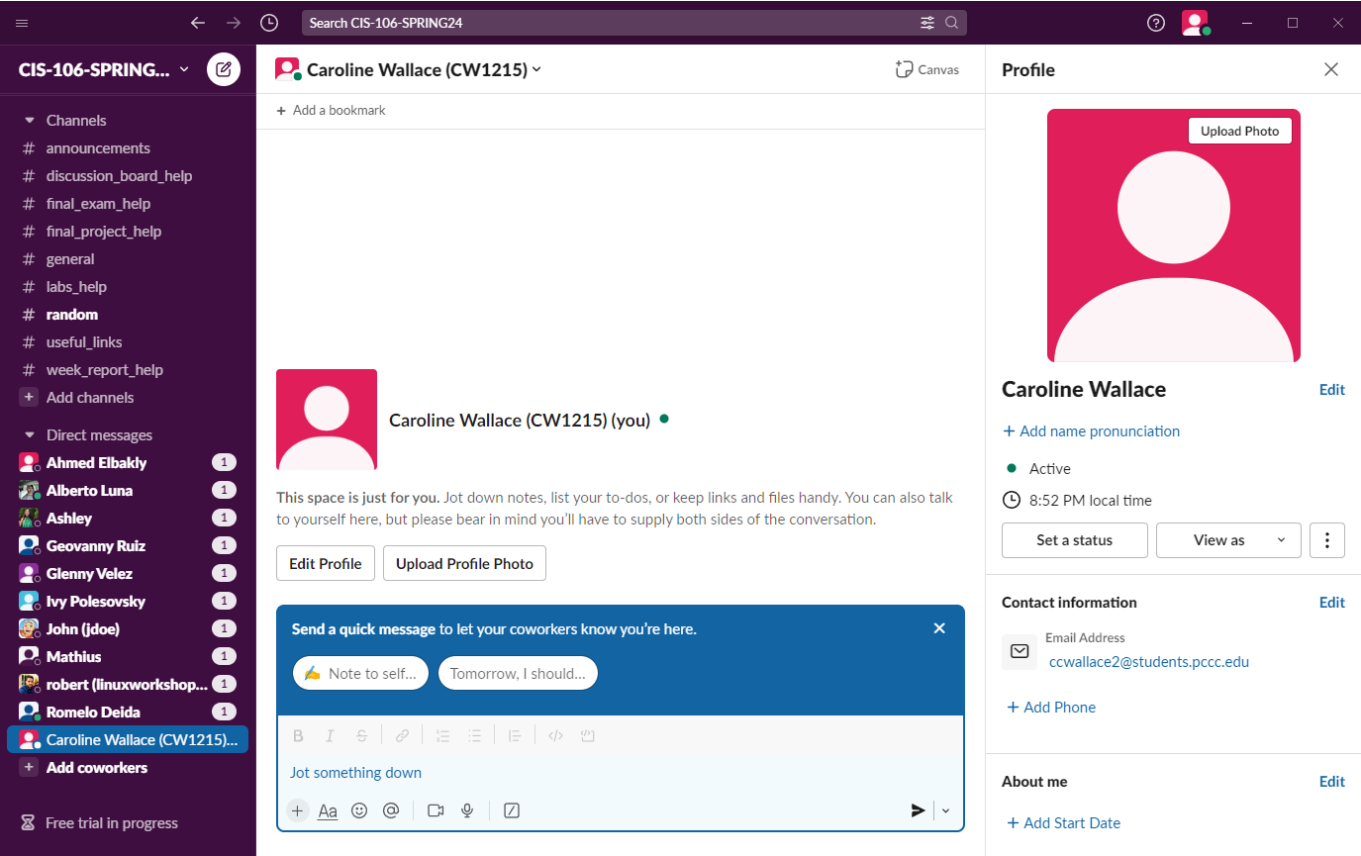 Search CIS-106-SPRING24
CIS-106-SPRING...
Channels
# announcements
# discussion_board_help
# final_exam_help
# final_project_help
# general
# labs_help
# random
# useful_links
# week_report_help
+ Add channels
Direct messages
Ahmed Elbakly 1
Alberto Luna 1
Ashley 1
Geovanny Ruiz 1
Glenny Velez 1
Ivy Polesovsky 1
John (jdoe) 1
Mathius 1
robert (linuxworkshop... 1
Romelo Deida 1
Caroline Wallace (CW1215)...
+ Add coworkers
Free trial in progress
Caroline Wallace (CW1215)
Canvas
+ Add a bookmark
Caroline Wallace (CW1215) (you)
This space is just for you. Jot down notes, list your to-dos, or keep links and files handy. You can also talk
to yourself here, but please bear in mind you'll have to supply both sides of the conversation.
Edit Profile Upload Profile Photo
Send a quick message to let your coworkers know you're here.
Note to self... Tomorrow, I should...
B I S
Jot something down
+ Aa @
Profile
Upload Photo
Caroline Wallace Edit
+ Add name pronunciation
Active
8:52 PM local time
Set a status View as
Contact information Edit
Email Address
ccwallace2@students.pccc.edu
+ Add Phone
About me Edit
+ Add Start Date